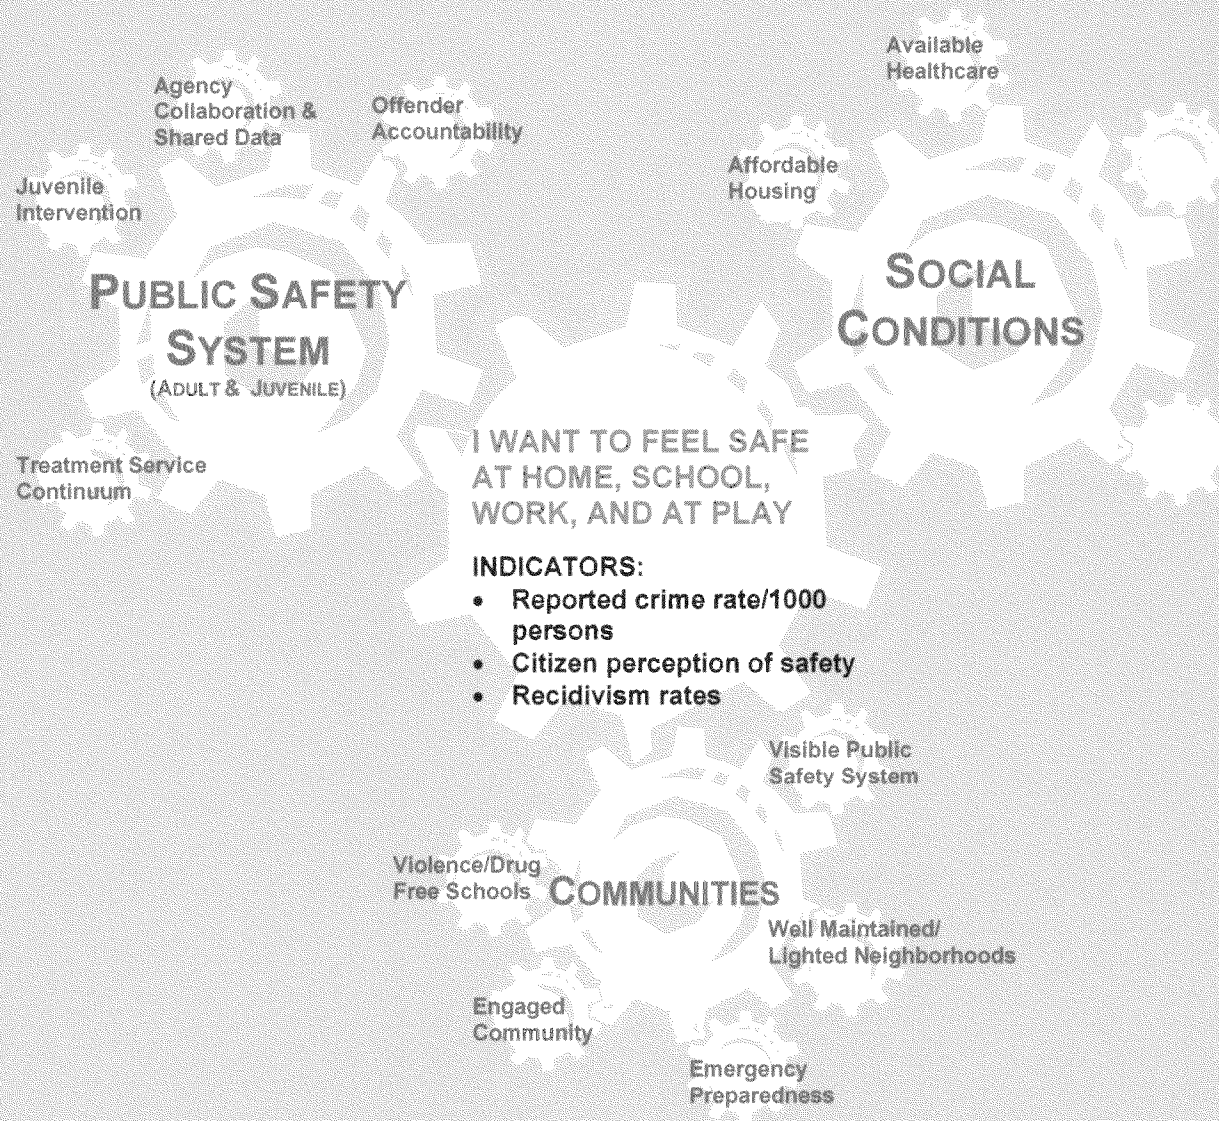 Agency
Collaboration &
Shared Data
Offender
Accountability
Juvenile
Intervention
PUBLIC SAFETY
SYSTEM
(ADULT & JUVENILE)
Treatment Service
Continuum
Available
Healthcare
Affordable
Housing
SOCIAL
CONDITIONS
I WANT TO FEEL SAFE
AT HOME, SCHOOL,
WORK, AND AT PLAY
INDICATORS:
• Reported crime rate/1000
persons
• Citizen perception of safety
• Recidivism rates
Visible Public
Safety System
Violence/Drug
Free Schools
COMMUNITIES
Well Maintained/
Lighted Neighborhoods
Engaged
Community
Emergency
Preparedness